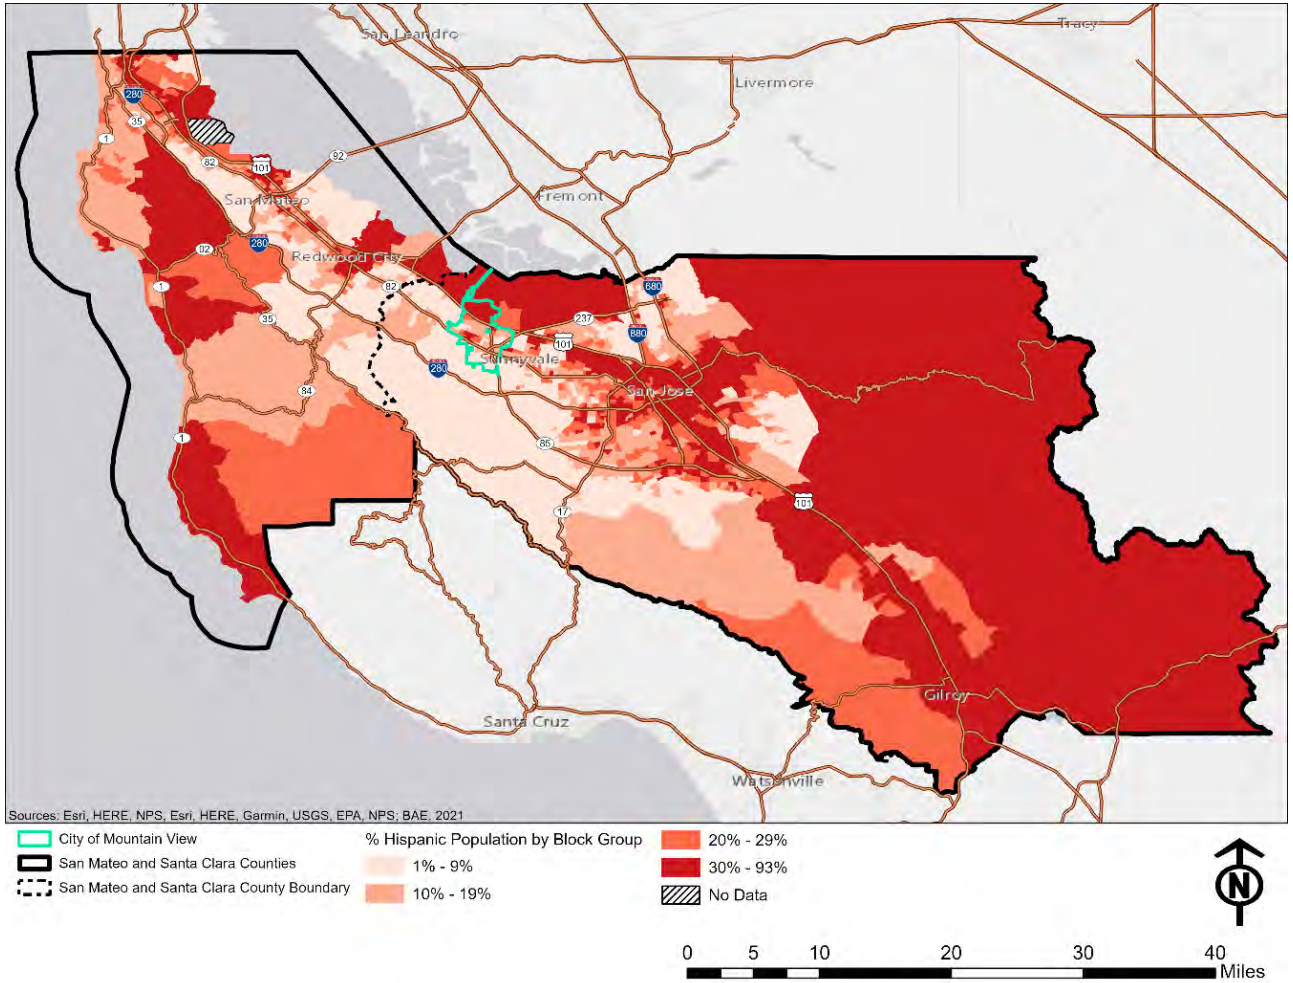 San Leandro
Tracy
Livermore
280
35
1
82
101
92
San Mateo
Fremont
92
280
Redwood City
1
82
680
35
237
880
101
Sunnyvale
280
San Jose
84
1
85
101
17
Gilroy
Santa Cruz
Watsonville
Sources: Esri, HERE, NPS, Esri, HERE, Garmin, USGS, EPA, NPS; BAE, 2021
City of Mountain View
San Mateo and Santa Clara Counties
San Mateo and Santa Clara County Boundary
% Hispanic Population by Block Group
1% - 9%
10% - 19%
20% - 29%
30% - 93%
No Data
N
0 5 10 20 30 40
Miles